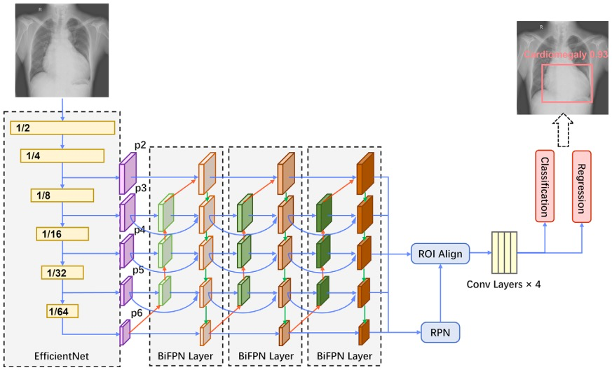 R
R
cardiomegaly 0.93
1/2
1/4
1/8
1/16
1/32
1/64
p2
p3
p4
p5
p6
EfficientNet
BiFPN Layer
BiFPN Layer
BiFPN Layer
ROI Align
RPN
Conv Layers × 4
Classification
Regression